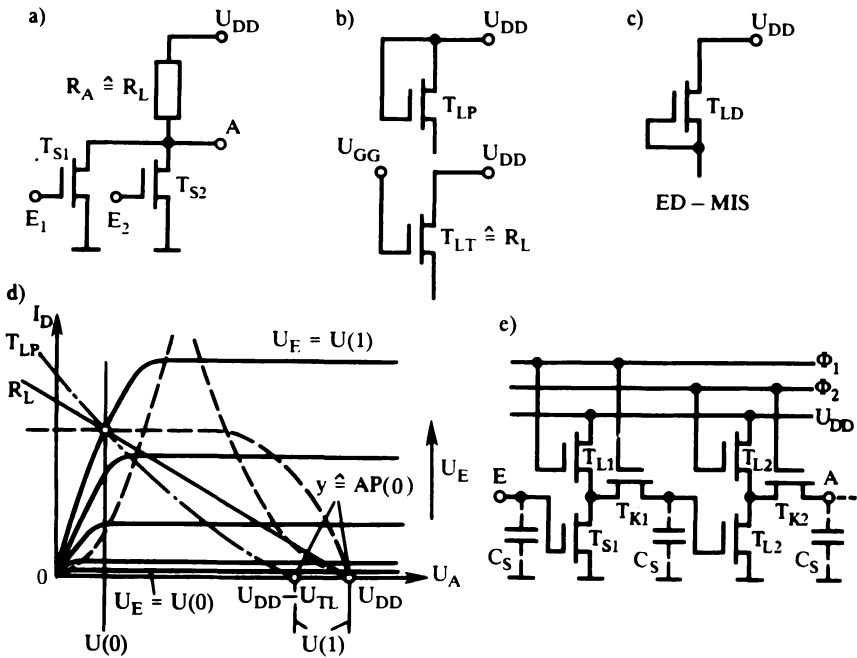 a)
U_DD
R_A ≙ R_L
A
T_S1
T_S2
E_1
E_2
b)
U_DD
T_LP
U_GG
U_DD
T_LT ≙ R_L
c)
U_DD
T_LD
ED – MIS
d)
I_D
T_LP
R_L
U_E = U(1)
U_E
y ≙ AP(0)
0
U_E = U(0)
U_DD – U_TL
U_DD
U_A
U(0)
U(1)
e)
Φ_1
Φ_2
U_DD
T_L1
T_L2
E
A
T_K1
T_K2
T_S1
T_L2
C_S
C_S
C_S